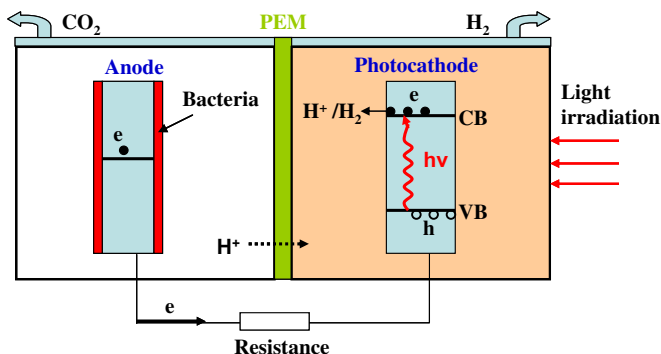 CO₂
PEM
H₂
Anode
Photocathode
Bacteria
e
e
H⁺ /H₂
CB
Light
irradiation
hv
VB
h
H⁺
e
Resistance